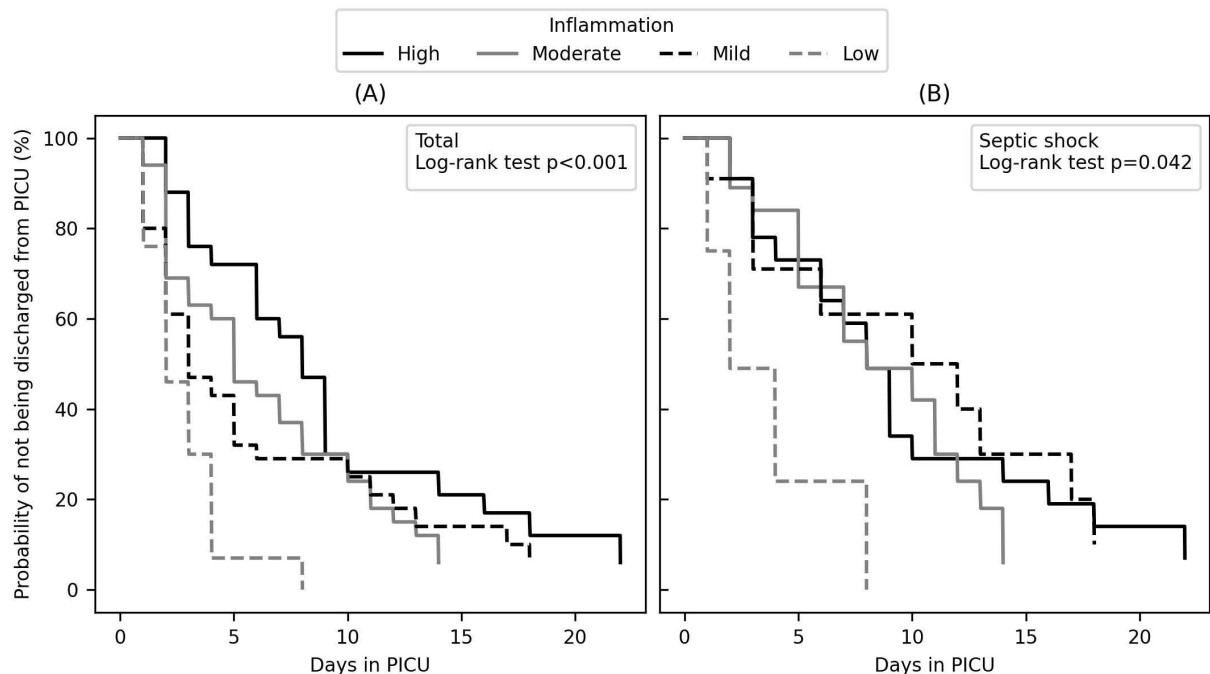 Inflammation
High Moderate Mild Low
(A)
Total
Log-rank test p<0.001
Probability of not being discharged from PICU (%)
100
80
60
40
20
0
0 5 10 15 20
Days in PICU
(B)
Septic shock
Log-rank test p=0.042
0 5 10 15 20
Days in PICU